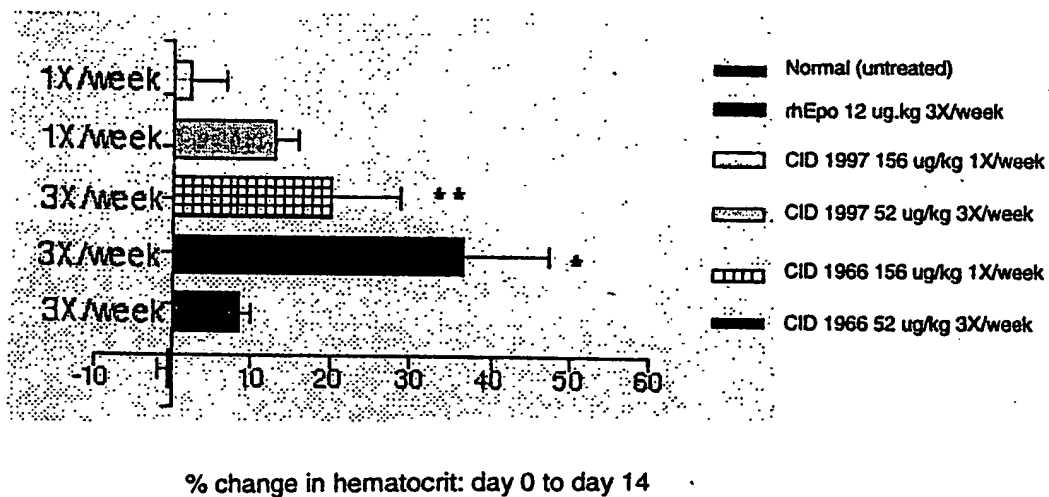 1X/week
1X/week
3X/week
3X/week
3X/week
**
*
-10 10 20 30 40 50 60
% change in hematocrit: day 0 to day 14
Normal (untreated)
rhEpo 12 ug.kg 3X/week
CID 1997 156 ug/kg 1X/week
CID 1997 52 ug/kg 3X/week
CID 1966 156 ug/kg 1X/week
CID 1966 52 ug/kg 3X/week